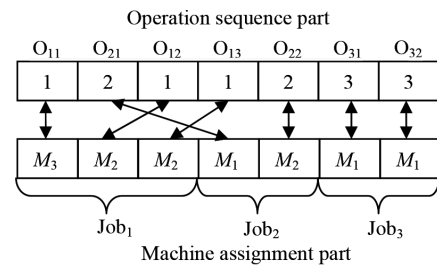 Operation sequence part
O11 O21 O12 O13 O22 O31 O32
1 2 1 1 2 3 3
M3 M2 M2 M1 M2 M1 M1
Job1 Job2 Job3
Machine assignment part